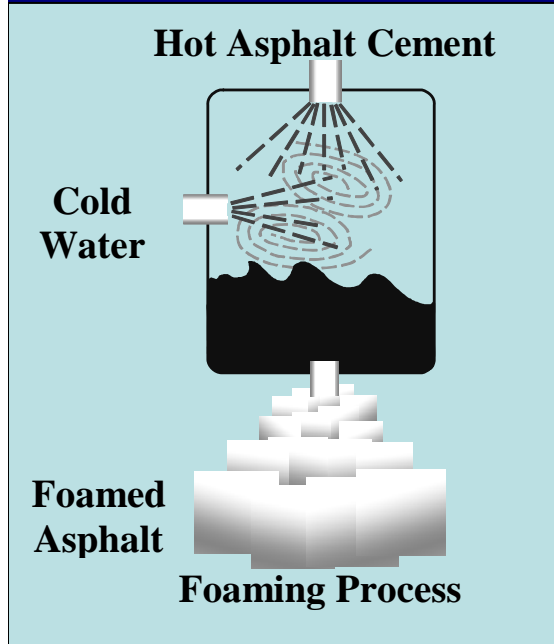 Hot Asphalt Cement
Cold
Water
Foamed
Asphalt
Foaming Process